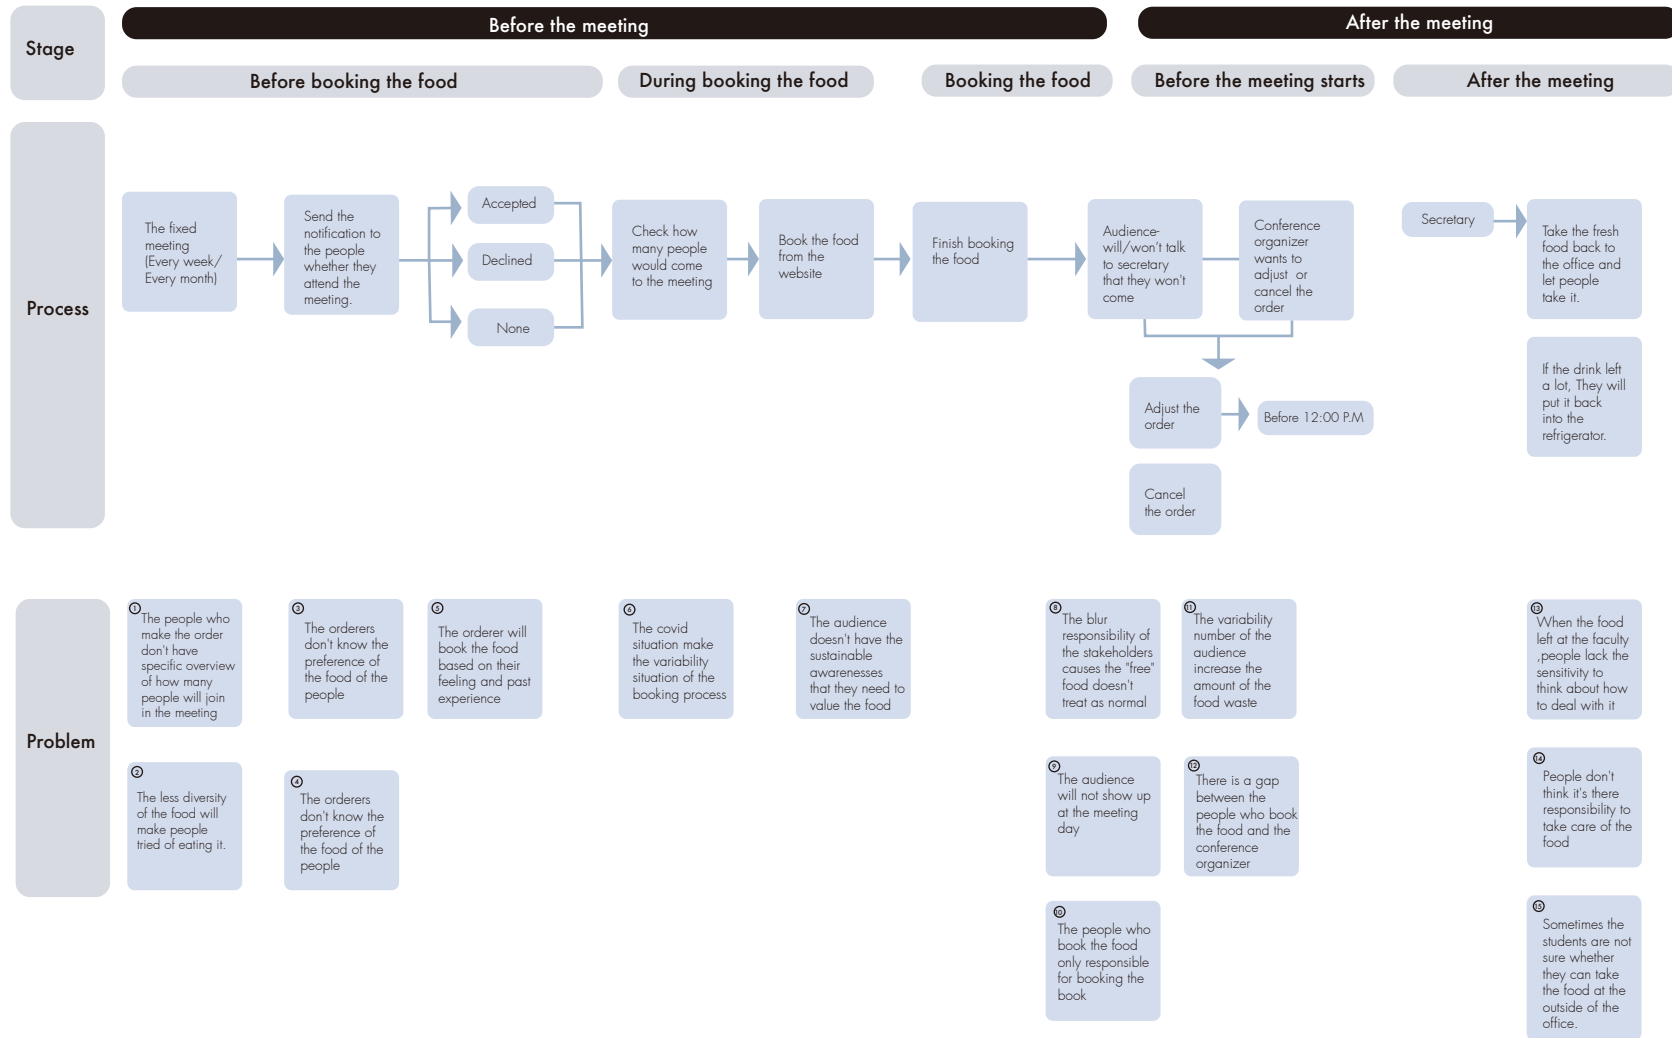 Stage
Before the meeting
After the meeting
Before booking the food
During booking the food
Booking the food
Before the meeting starts
After the meeting
Process
The fixed
meeting
(Every week/
Every month)
Send the
notification to
the people
whether they
attend the
meeting.
Accepted
Declined
None
Check how
many people
would come
to the meeting
Book the food
from the
website
Finish booking
the food
Audience-
will/won't talk
to secretary
that they won't
come
Conference
organizer
wants to
adjust or
cancel the
order
Adjust the
order
Before 12:00 P.M
Cancel
the order
Secretary
Take the fresh
food back to
the office and
let people
take it.
If the drink left
a lot, They will
put it back
into the
refrigerator.
Problem
1
The people who
make the order
don't have
specific overview
of how many
people will join
in the meeting
2
The less diversity
of the food will
make people
tried of eating it.
3
The orderers
don't know the
preference of
the food of the
people
4
The orderers
don't know the
preference of
the food of the
people
5
The orderer will
book the food
based on their
feeling and past
experience
6
The covid
situation make
the variability
situation of the
booking process
7
The audience
doesn't have the
sustainable
awarenesses
that they need to
value the food
8
The blur
responsibility of
the stakeholders
causes the "free"
food doesn't
treat as normal
9
The audience
will not show up
at the meeting
day
10
The people who
book the food
only responsible
for booking the
book
11
The variability
number of the
audience
increase the
amount of the
food waste
12
There is a gap
between the
people who book
the food and the
conference
organizer
13
When the food
left at the faculty
,people lack the
sensitivity to
think about how
to deal with it
14
People don't
think it's there
responsibility to
take care of the
food
15
Sometimes the
students are not
sure whether
they can take
the food at the
outside of the
office.